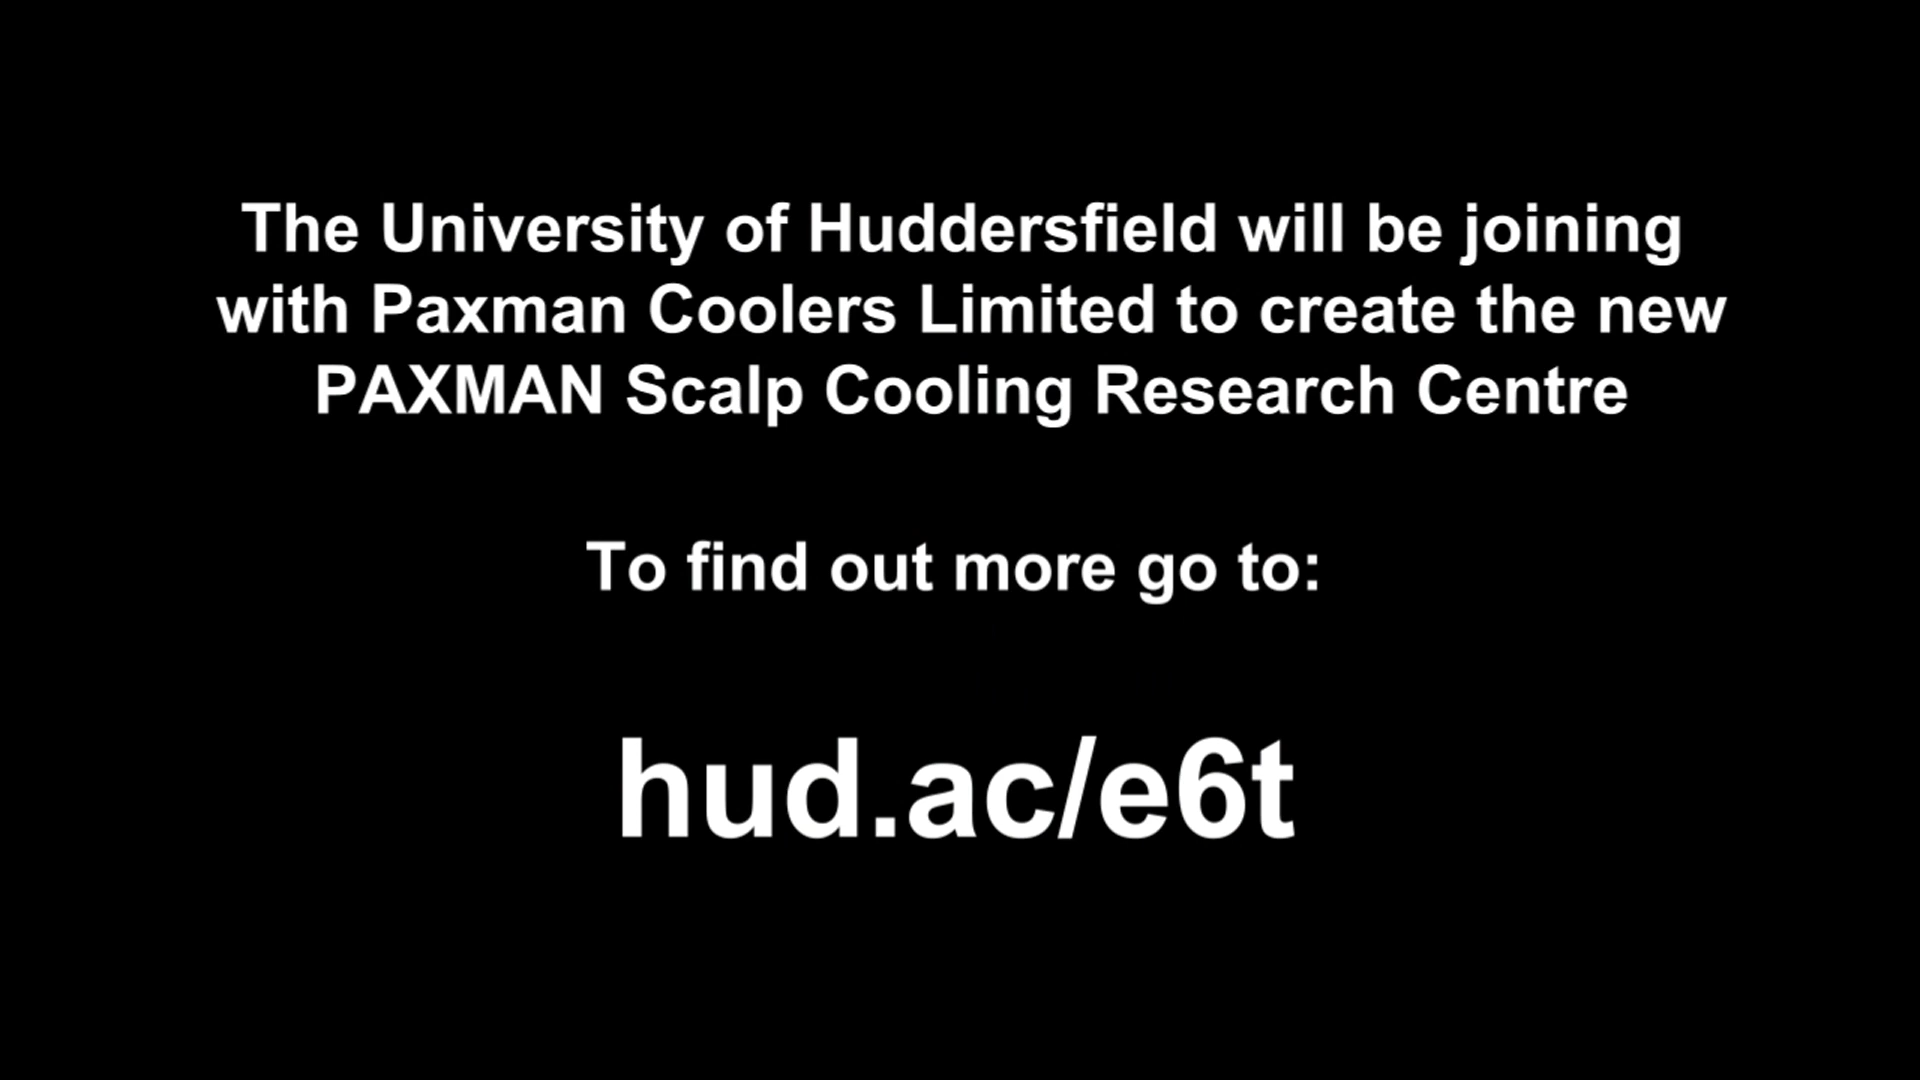 The University of Huddersfield will be joining
with Paxman Coolers Limited to create the new
PAXMAN Scalp Cooling Research Centre
To find out more go to:
hud.ac/e6t